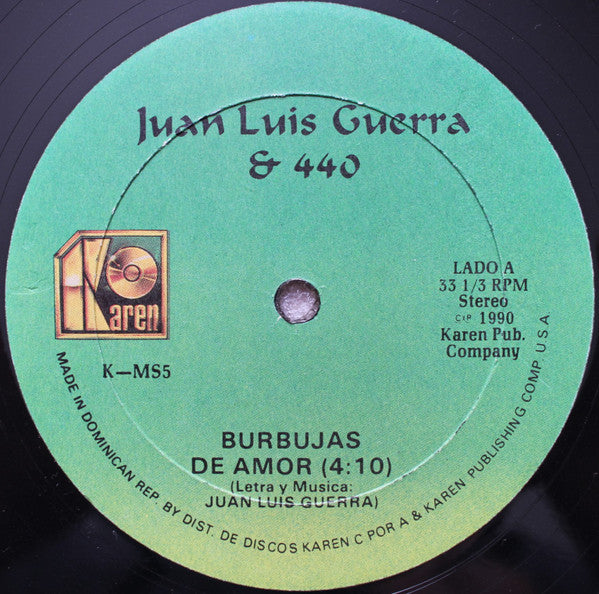 Juan Luis Guerra
& 440
Karen
K—MS5
LADO A
33 1/3 RPM
Stereo
C&P 1990
Karen Pub.
Company
BURBUJAS
DE AMOR (4:10)
(Letra y Musica:
JUAN LUIS GUERRA)
MADE IN DOMINICAN REP. BY DIST. DE DISCOS KAREN C POR A & KAREN PUBLISHING COMP USA